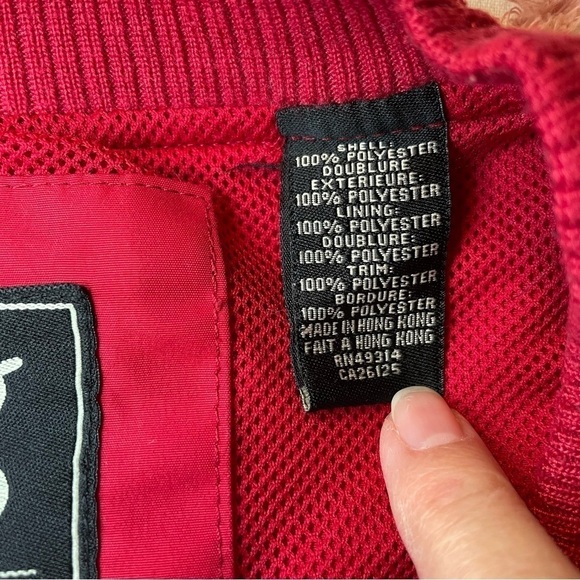 SHELL:
100% POLYESTER
DOUBLURE
EXTERIEURE:
100% POLYESTER
LINING:
100% POLYESTER
DOUBLURE:
100% POLYESTER
TRIM:
100% POLYESTER
BORDURE:
100% POLYESTER
MADE IN HONG KONG
FAIT A HONG KONG
RN49314
CA26125